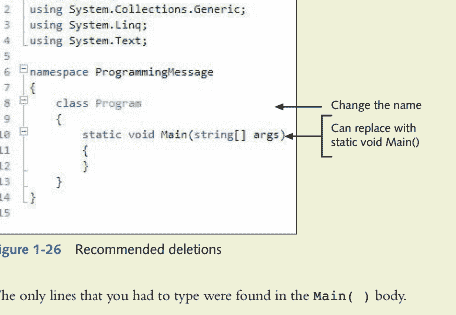 2 using System.Collections.Generic;
3 using System.Linq;
4 using System.Text;
5
6 namespace ProgrammingMessage
7 {
8 class Program
9 {
10 static void Main(string[] args)
11 {
12 }
13 }
14 }
15
Change the name
Can replace with
static void Main()
igure 1-26 Recommended deletions
he only lines that you had to type were found in the Main( ) body.